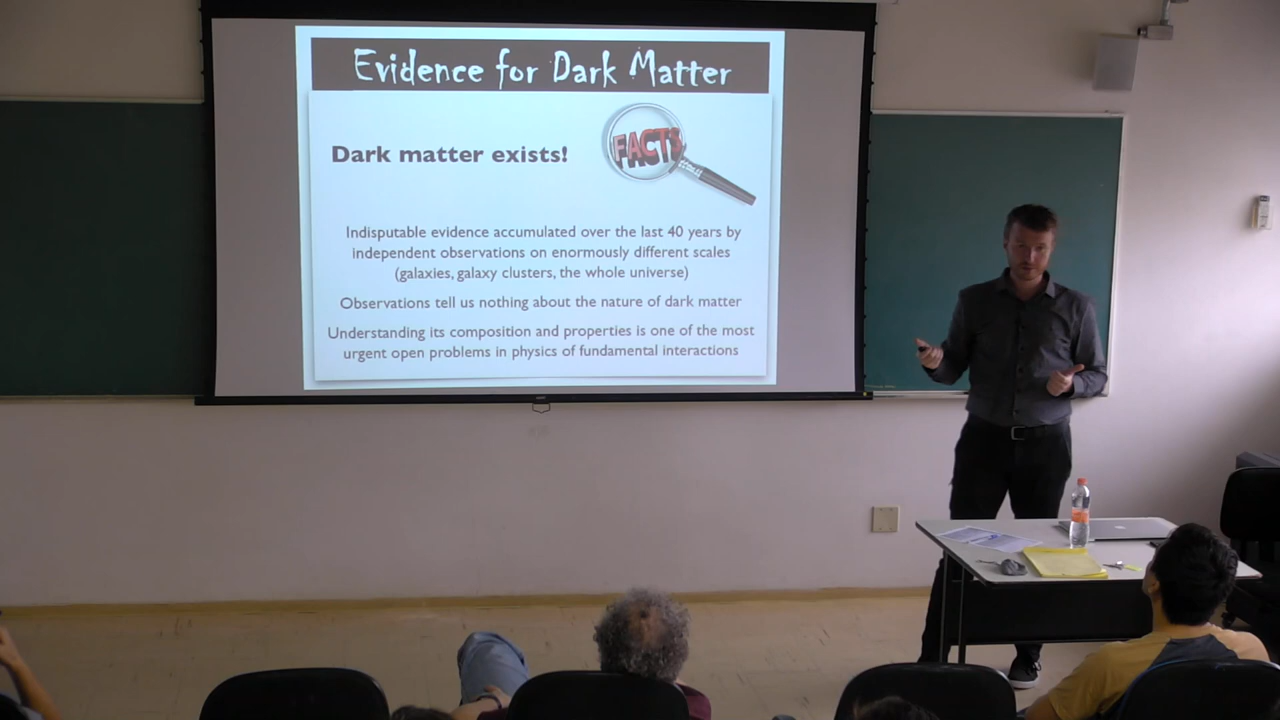 Evidence for Dark Matter
Dark matter exists!
FACTS
Indisputable evidence accumulated over the last 40 years by
independent observations on enormously different scales
(galaxies, galaxy clusters, the whole universe)
Observations tell us nothing about the nature of dark matter
Understanding its composition and properties is one of the most
urgent open problems in physics of fundamental interactions